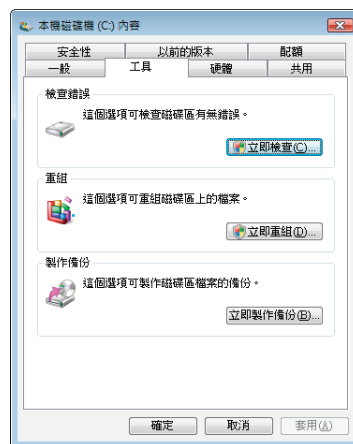 本機磁碟機 (C:) 內容
安全性 以前的版本 配額
一般 工具 硬體 共用
檢查錯誤
這個選項可檢查磁碟區有無錯誤。
立即檢查(C)...
重組
這個選項可重組磁碟區上的檔案。
立即重組(D)...
製作備份
這個選項可製作磁碟區檔案的備份。
立即製作備份(B)...
確定 取消 套用(A)